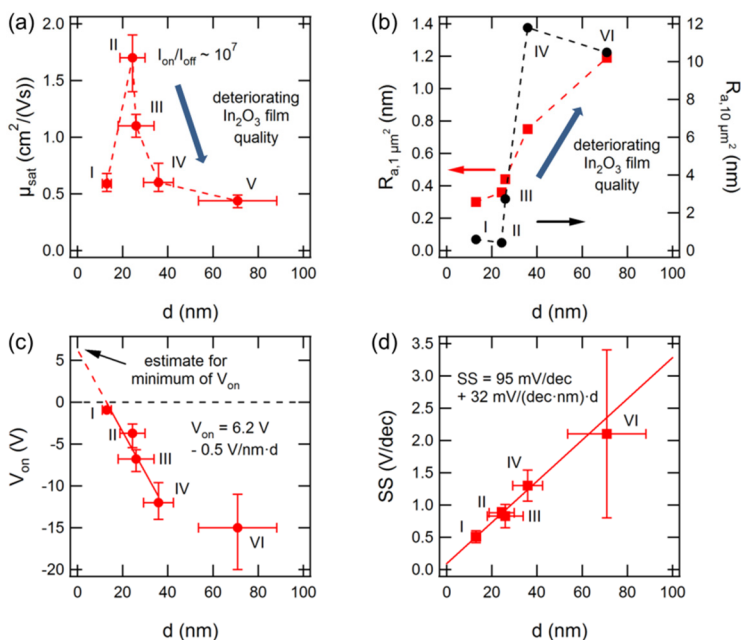 (a)
2.0
1.5
1.0
0.5
0.0
μsat (cm²/(Vs))
II
Ion/Ioff ~ 10⁷
deteriorating
In₂O₃ film
quality
III
I
IV
V
0
20
40
60
80
100
d (nm)
(b)
1.4
1.2
1.0
0.8
0.6
0.4
0.2
0.0
Ra,1 μm² (nm)
12
10
8
6
4
2
0
Ra,10 μm² (nm)
VI
IV
deteriorating
In₂O₃ film
quality
III
I
II
0
20
40
60
80
100
d (nm)
(c)
5
0
-5
-10
-15
-20
Von (V)
estimate for
minimum of Von
I
II
Von = 6.2 V
- 0.5 V/nm·d
III
IV
VI
0
20
40
60
80
100
d (nm)
(d)
3.5
3.0
2.5
2.0
1.5
1.0
0.5
0.0
SS (V/dec)
SS = 95 mV/dec
+ 32 mV/(dec·nm)·d
VI
IV
II
I
III
0
20
40
60
80
100
d (nm)